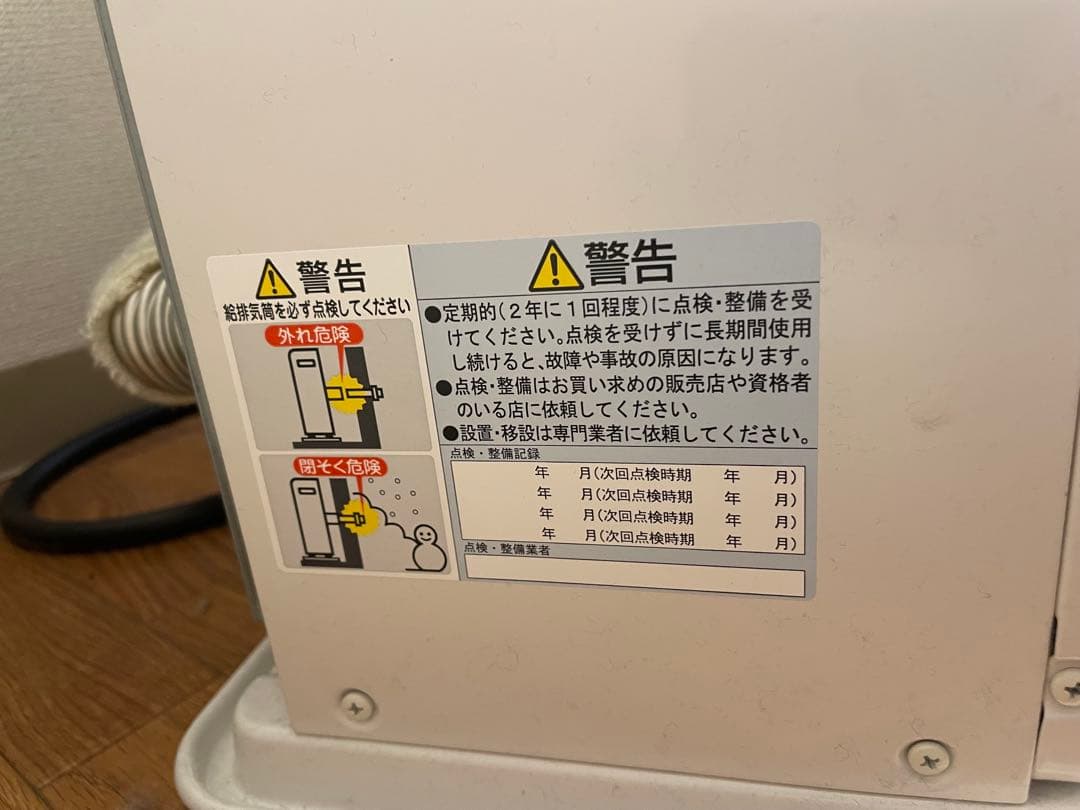 警告
給排気筒を必ず点検してください
外れ危険
閉そく危険
警告
●定期的(2年に1回程度)に点検・整備を受
けてください。点検を受けずに長期間使用
し続けると、故障や事故の原因になります。
●点検・整備はお買い求めの販売店や資格者
のいる店に依頼してください。
●設置・移設は専門業者に依頼してください。
点検・整備記録
年 月(次回点検時期 年 月)
年 月(次回点検時期 年 月)
年 月(次回点検時期 年 月)
年 月(次回点検時期 年 月)
点検・整備業者